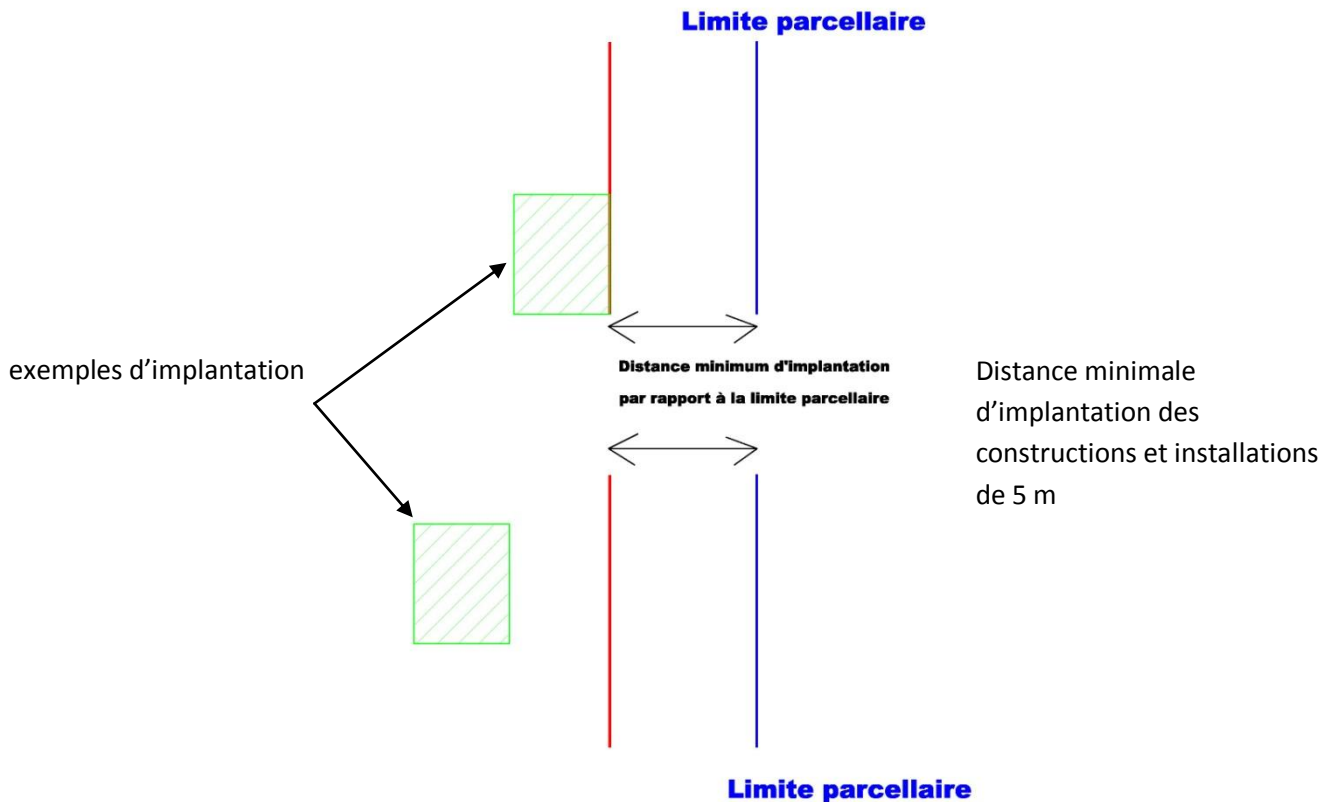 Limite parcellaire
exemples d’implantation
Distance minimum d'implantation
par rapport à la limite parcellaire
Distance minimale
d’implantation des
constructions et installations
de 5 m
Limite parcellaire